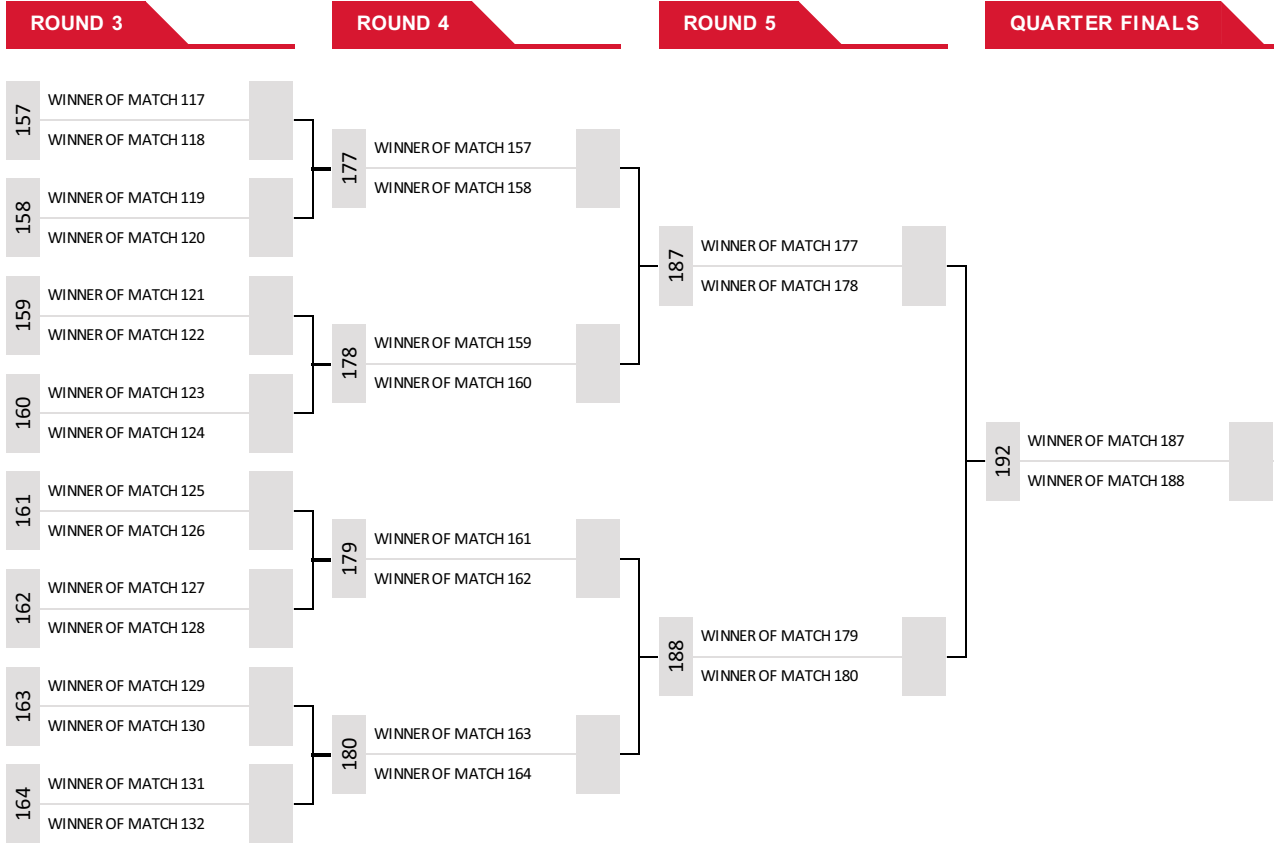 ROUND 3
ROUND 4
ROUND 5
QUARTER FINALS
157
WINNER OF MATCH 117
WINNER OF MATCH 118
158
WINNER OF MATCH 119
WINNER OF MATCH 120
159
WINNER OF MATCH 121
WINNER OF MATCH 122
160
WINNER OF MATCH 123
WINNER OF MATCH 124
161
WINNER OF MATCH 125
WINNER OF MATCH 126
162
WINNER OF MATCH 127
WINNER OF MATCH 128
163
WINNER OF MATCH 129
WINNER OF MATCH 130
164
WINNER OF MATCH 131
WINNER OF MATCH 132
177
WINNER OF MATCH 157
WINNER OF MATCH 158
178
WINNER OF MATCH 159
WINNER OF MATCH 160
179
WINNER OF MATCH 161
WINNER OF MATCH 162
180
WINNER OF MATCH 163
WINNER OF MATCH 164
187
WINNER OF MATCH 177
WINNER OF MATCH 178
188
WINNER OF MATCH 179
WINNER OF MATCH 180
192
WINNER OF MATCH 187
WINNER OF MATCH 188